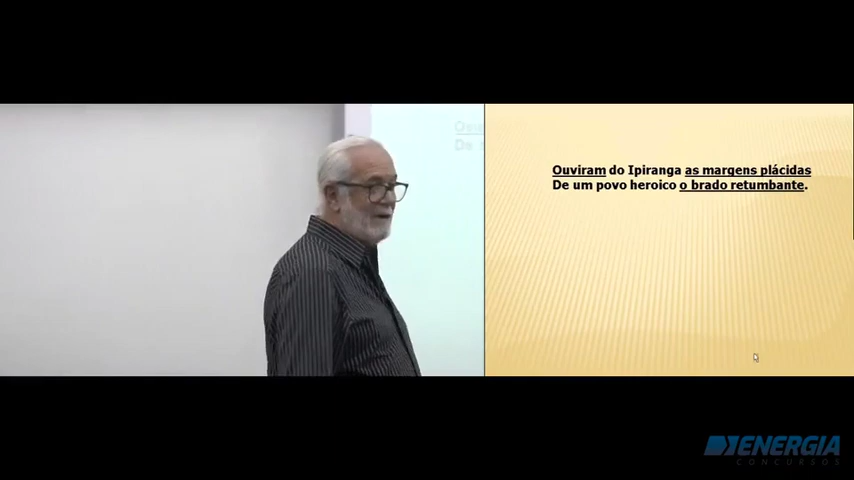 Ouviram do Ipiranga as margens plácidas
De um povo heroico o brado retumbante.
ENERGIA
CONCURSOS